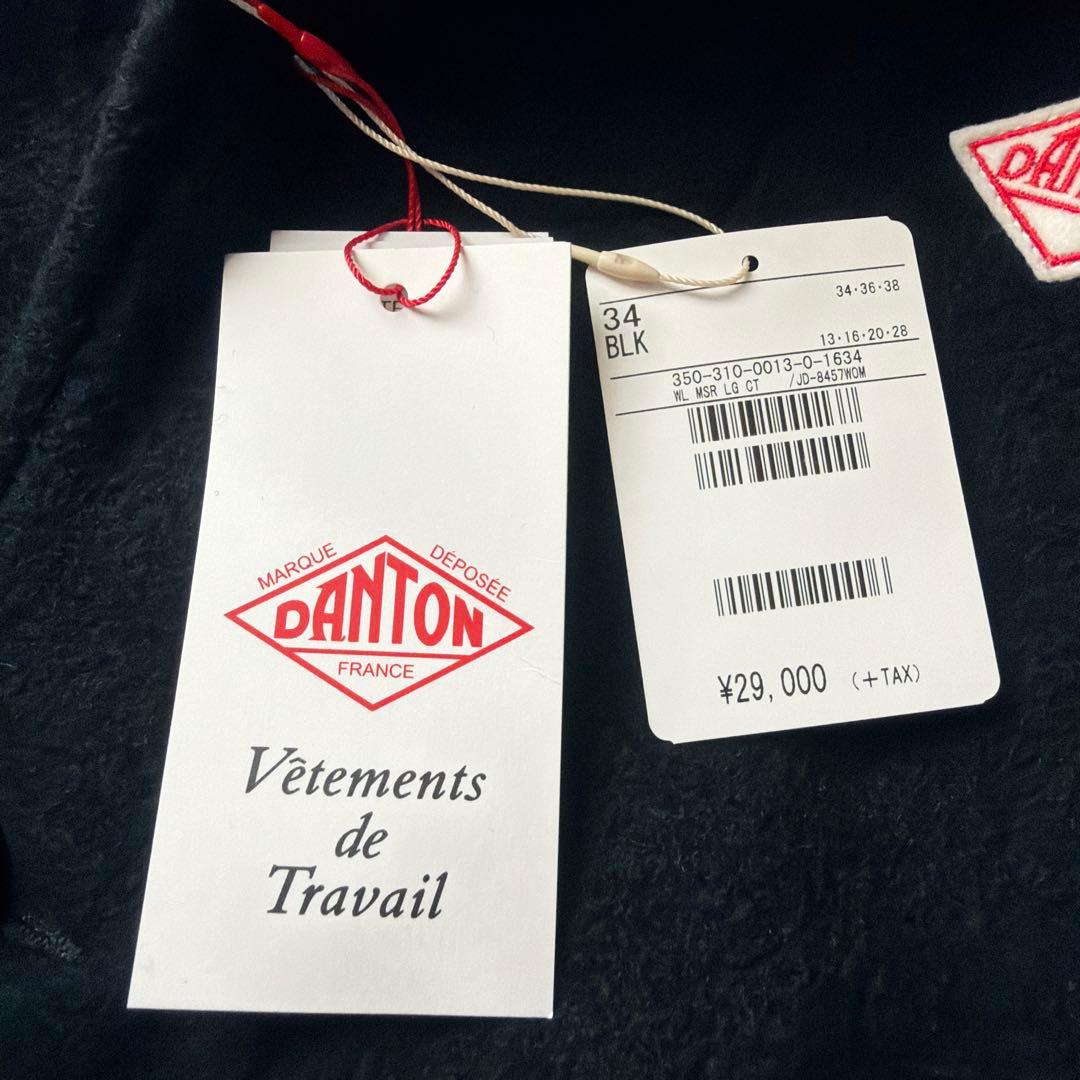 MARQUE DÉPOSÉE
DANTON
FRANCE
Vêtements
de
Travail
34・36・38
34
BLK
13・16・20・28
350-310-0013-0-1634
WL MSR LG CT /JD-8457WOM
¥29,000 (+TAX)